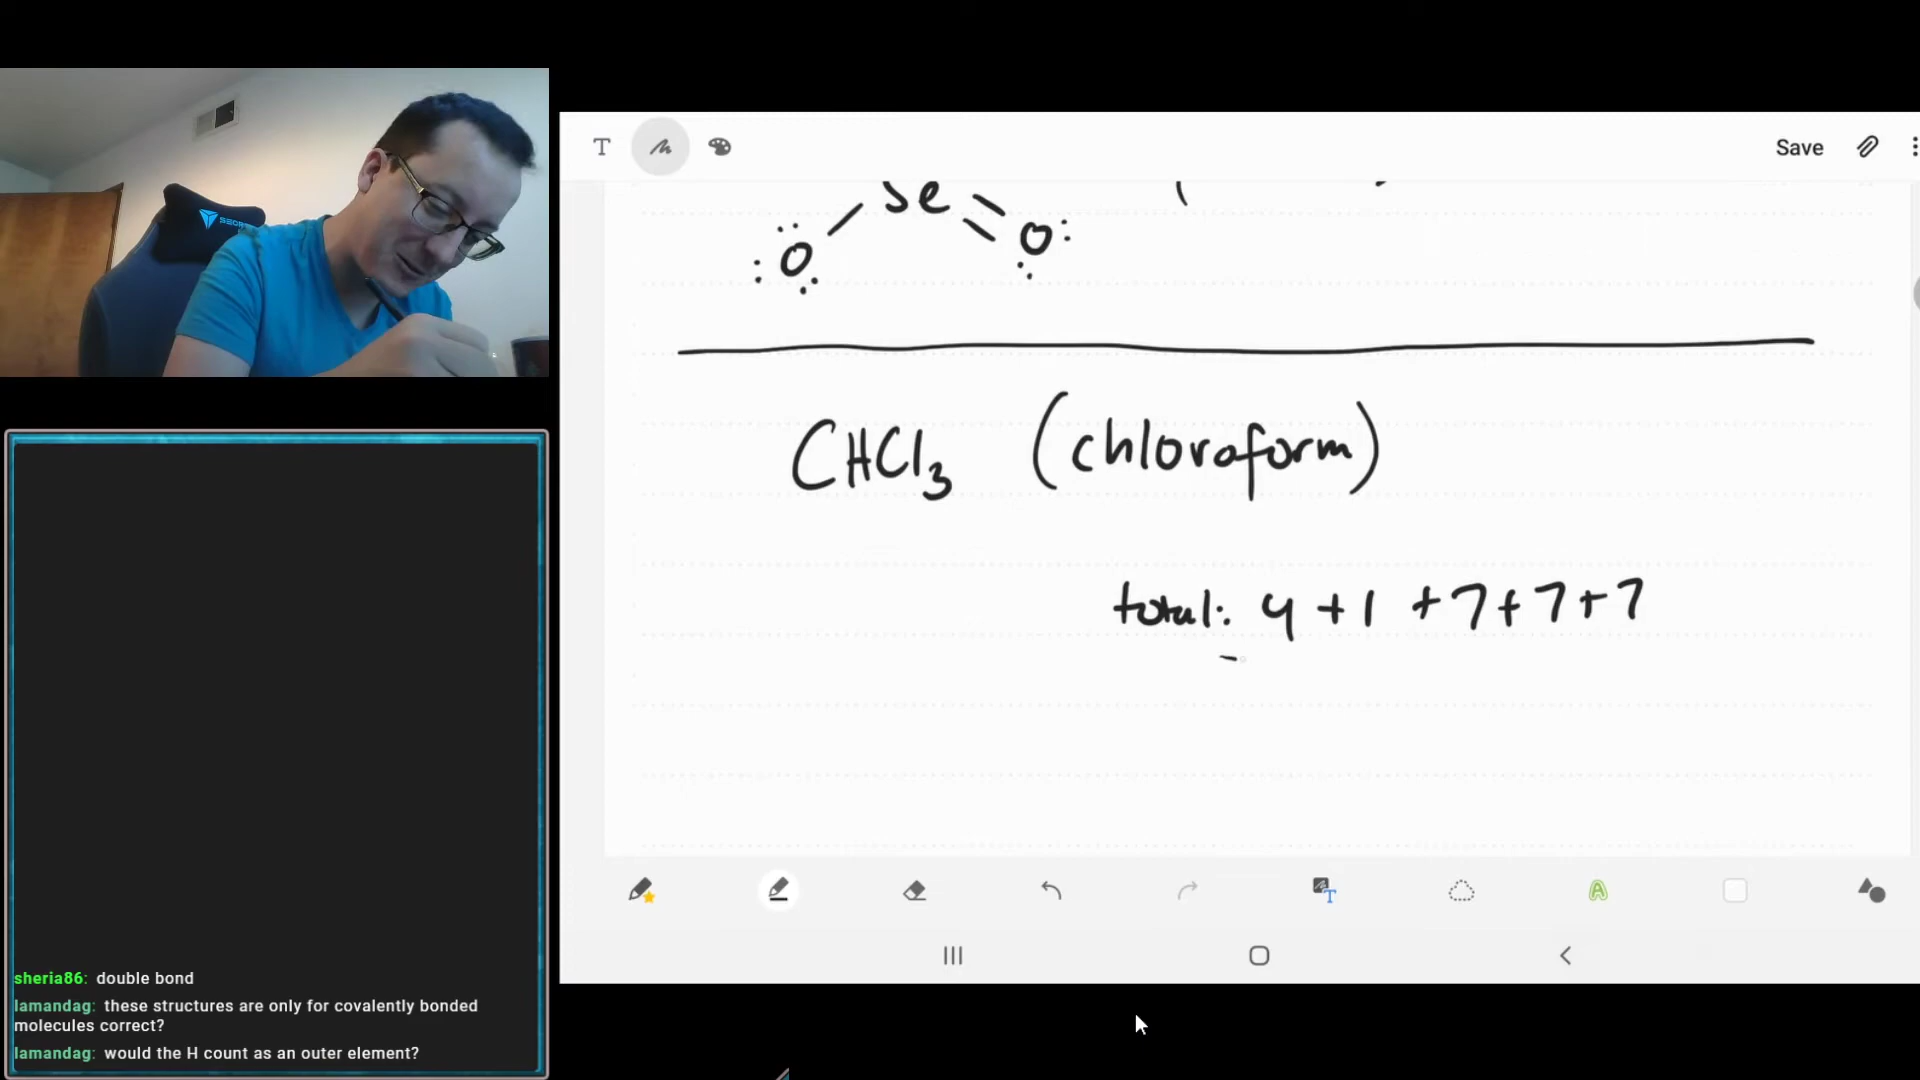 T
Save
Se
O
O
CHCl₃ (chloroform)
total: 4 + 1 + 7 + 7 + 7
A
T
sheria86: double bond
lamandag: these structures are only for covalently bonded
molecules correct?
lamandag: would the H count as an outer element?